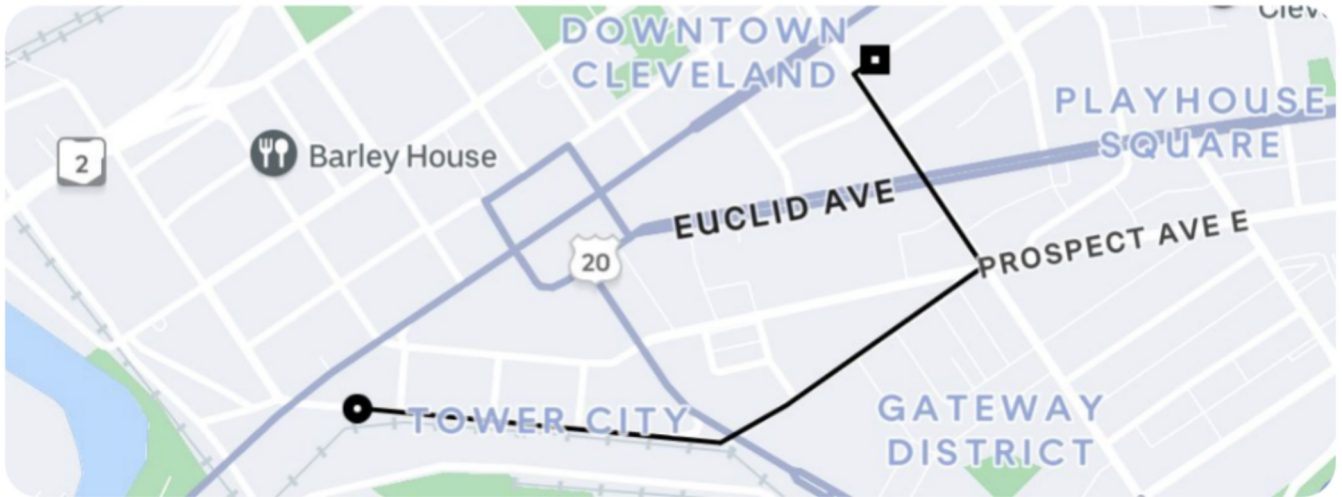 DOWNTOWN
CLEVELAND
PLAYHOUSE
SQUARE
2
Barley House
EUCLID AVE
20
PROSPECT AVE E
TOWER CITY
GATEWAY
DISTRICT